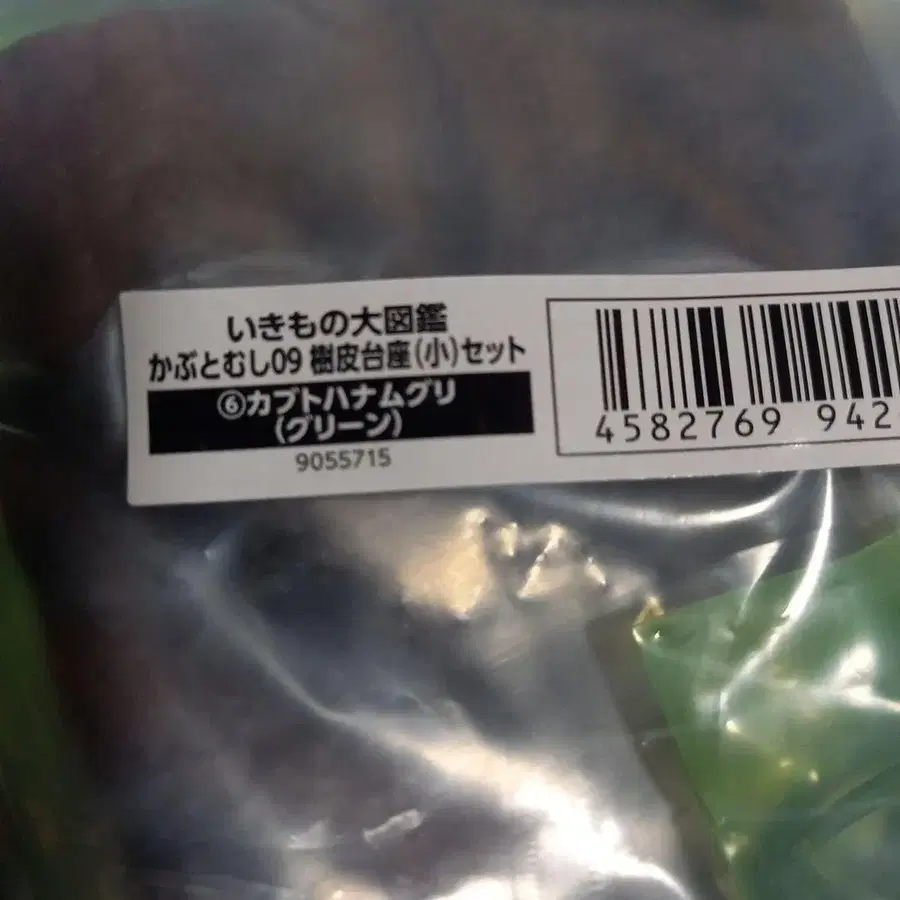 いきもの大図鑑
かぶとむし09 樹皮台座(小)セット
⑥カブトハナムグリ
(グリーン)
9055715
4582769 942